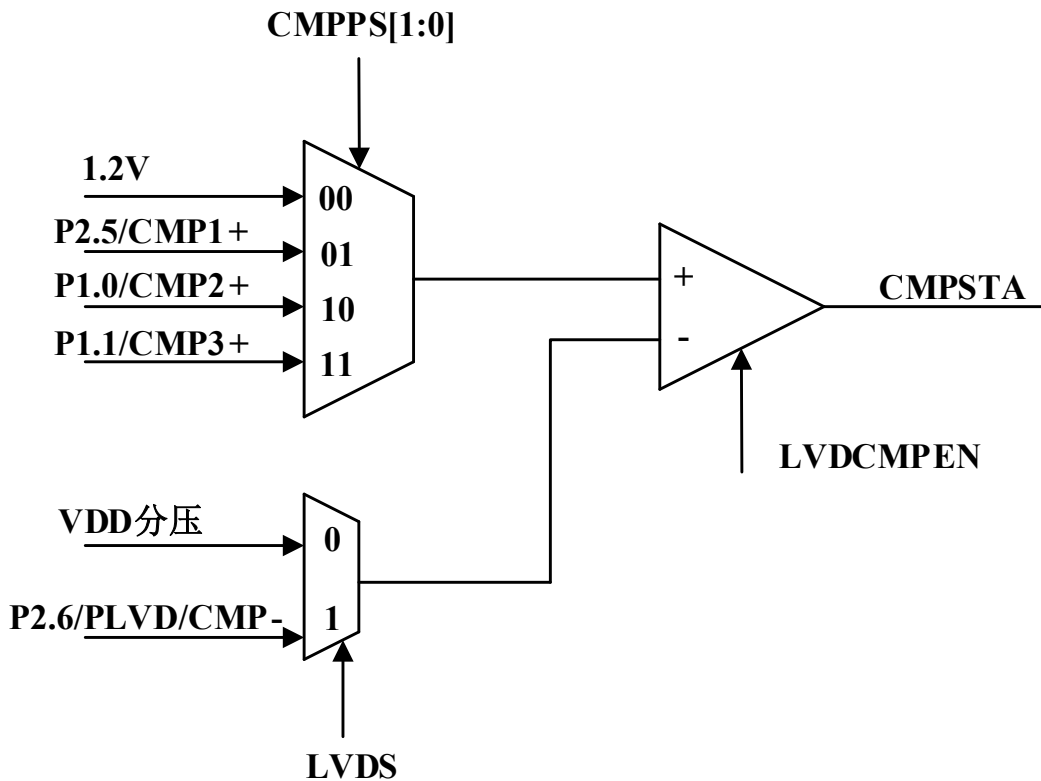 CMPPS[1:0]
1.2V
00
P2.5/CMP1+
01
P1.0/CMP2+
10
P1.1/CMP3+
11
+
-
CMPSTA
LVDCMPEN
VDD分压
0
P2.6/PLVD/CMP-
1
LVDS